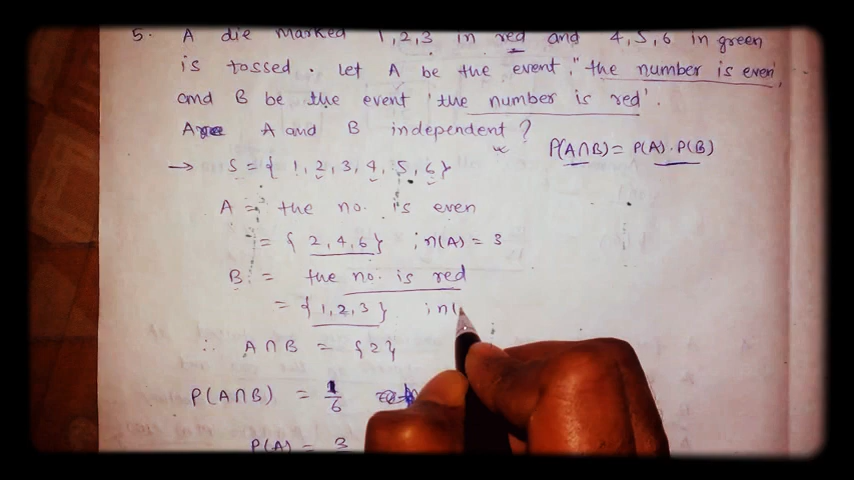 5. A die marked 1,2,3 in red and 4,5,6 in green
is tossed. Let A be the event, "the number is even,
and B be the event 'the number is red'.
Are A and B independent?
P(A∩B) = P(A) . P(B)
→ S = { 1, 2, 3, 4, 5, 6}
A = the no. is even
= { 2, 4, 6 } ; n(A) = 3
B = the no. is red
= { 1, 2, 3 } ; n(
∴ A ∩ B = {2}
P(A∩B) = 1/6
P(A) = 3